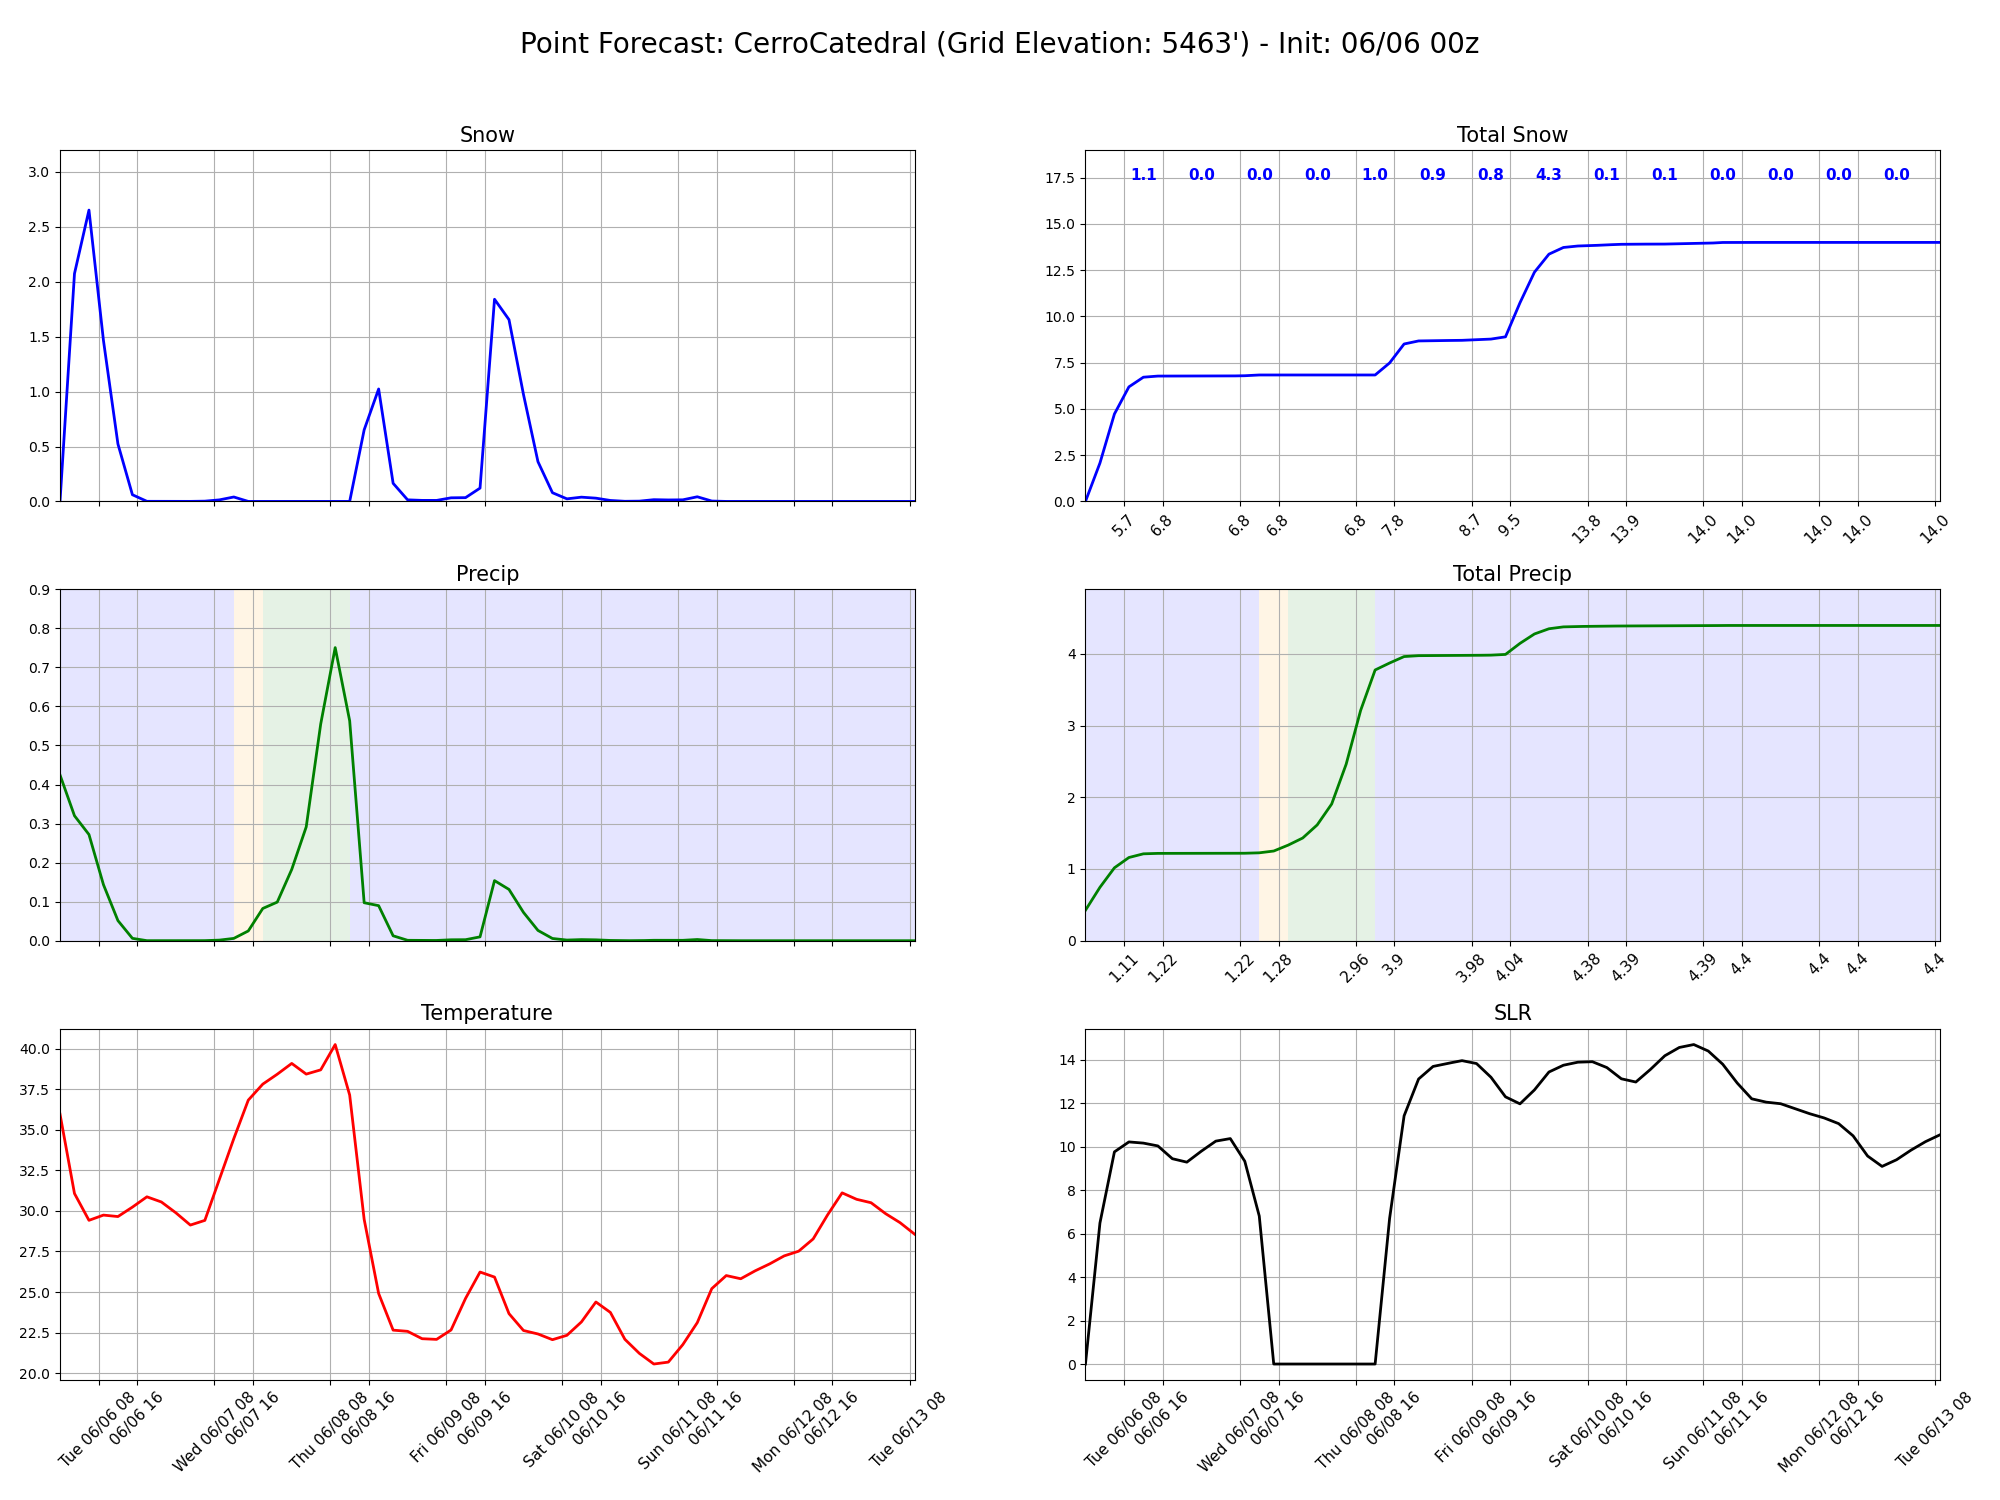 Point Forecast: CerroCatedral (Grid Elevation: 5463') - Init: 06/06 00z
Snow
3.0
2.5
2.0
1.5
1.0
0.5
0.0
Total Snow
1.1 0.0 0.0 0.0 1.0 0.9 0.8 4.3 0.1 0.1 0.0 0.0 0.0 0.0
17.5
15.0
12.5
10.0
7.5
5.0
2.5
0.0
5.7 6.8 6.8 6.8 6.8 7.8 8.7 9.5 13.8 13.9 14.0 14.0 14.0 14.0 14.0
Precip
0.9
0.8
0.7
0.6
0.5
0.4
0.3
0.2
0.1
0.0
Total Precip
4
3
2
1
0
1.11 1.22 1.22 1.28 2.96 3.9 3.98 4.04 4.38 4.39 4.39 4.4 4.4 4.4 4.4
Temperature
40.0
37.5
35.0
32.5
30.0
27.5
25.0
22.5
20.0
Tue 06/06 08
06/06 16
Wed 06/07 08
06/07 16
Thu 06/08 08
06/08 16
Fri 06/09 08
06/09 16
Sat 06/10 08
06/10 16
Sun 06/11 08
06/11 16
Mon 06/12 08
06/12 16
Tue 06/13 08
SLR
14
12
10
8
6
4
2
0
Tue 06/06 08
06/06 16
Wed 06/07 08
06/07 16
Thu 06/08 08
06/08 16
Fri 06/09 08
06/09 16
Sat 06/10 08
06/10 16
Sun 06/11 08
06/11 16
Mon 06/12 08
06/12 16
Tue 06/13 08